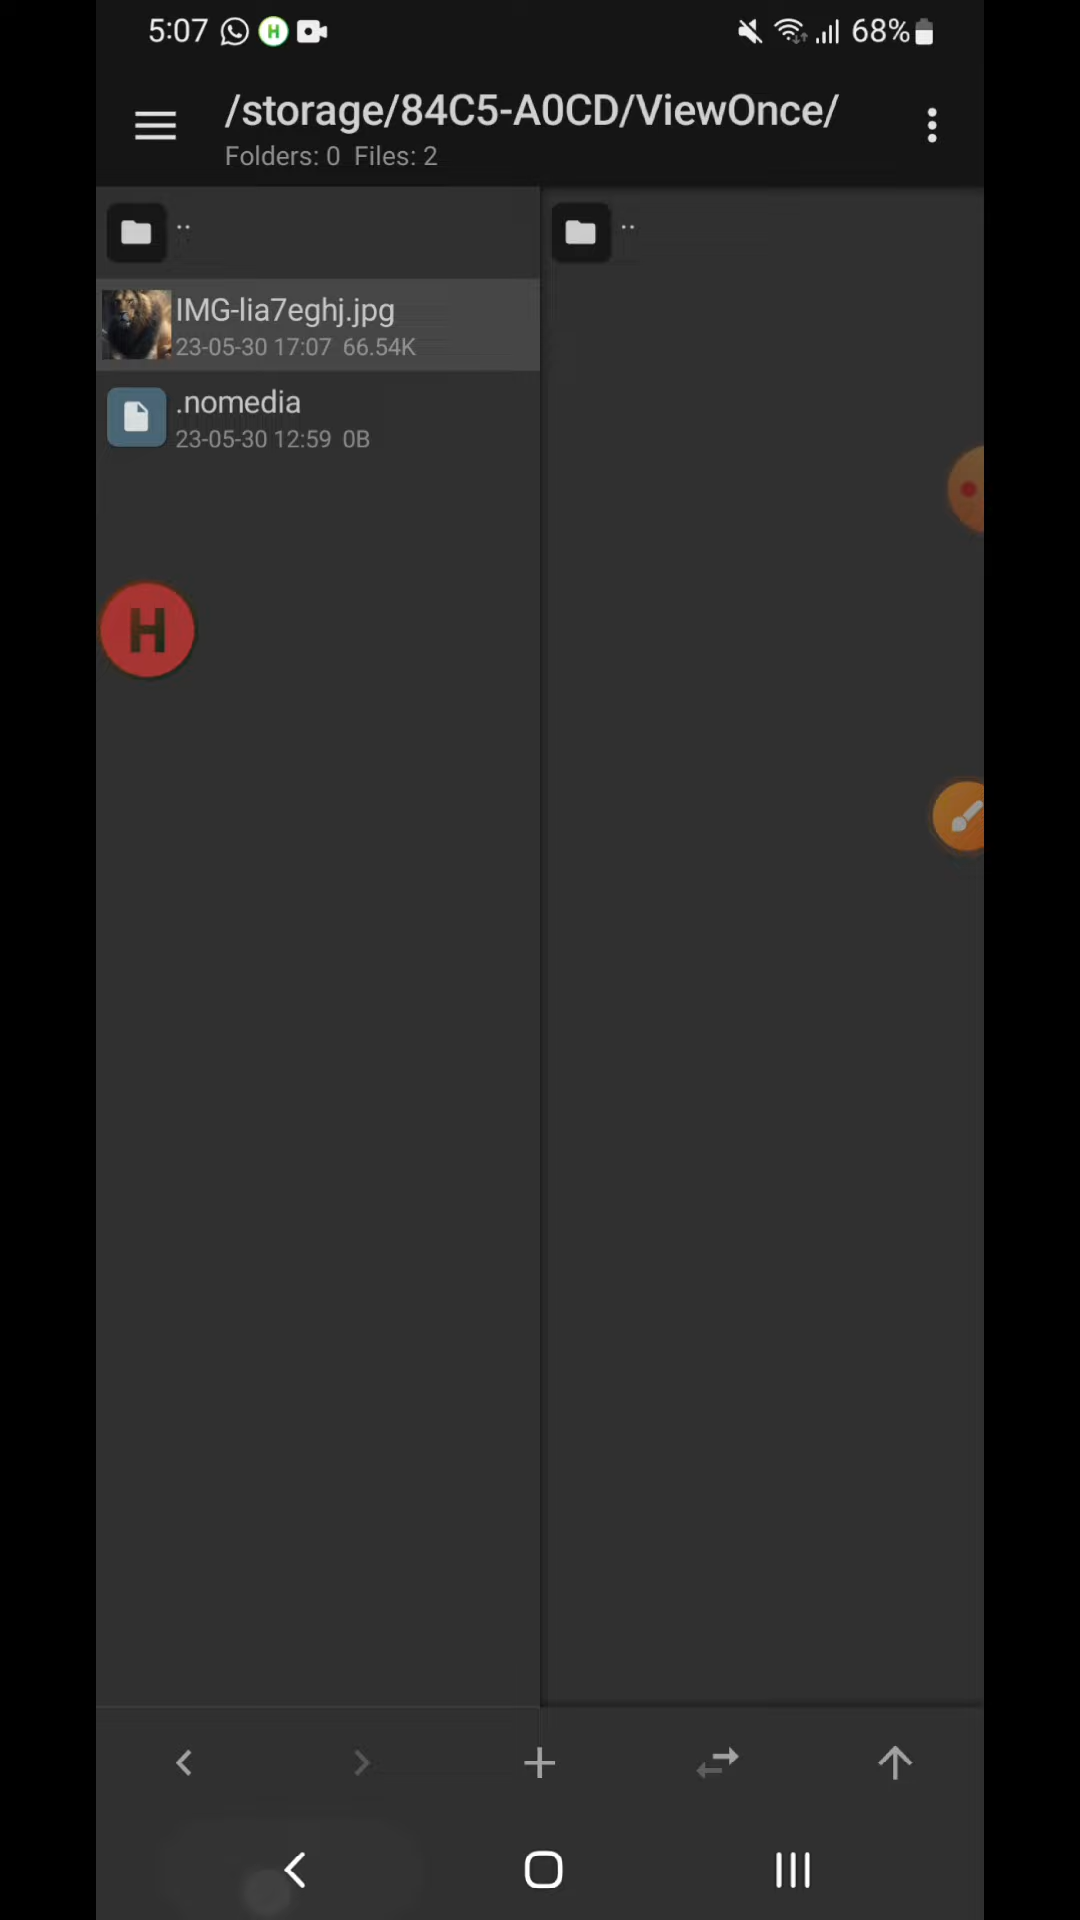 5:07 H 68%
/storage/84C5-A0CD/ViewOnce/
Folders: 0 Files: 2
..
..
IMG-lia7eghj.jpg
23-05-30 17:07 66.54K
.nomedia
23-05-30 12:59 0B
H